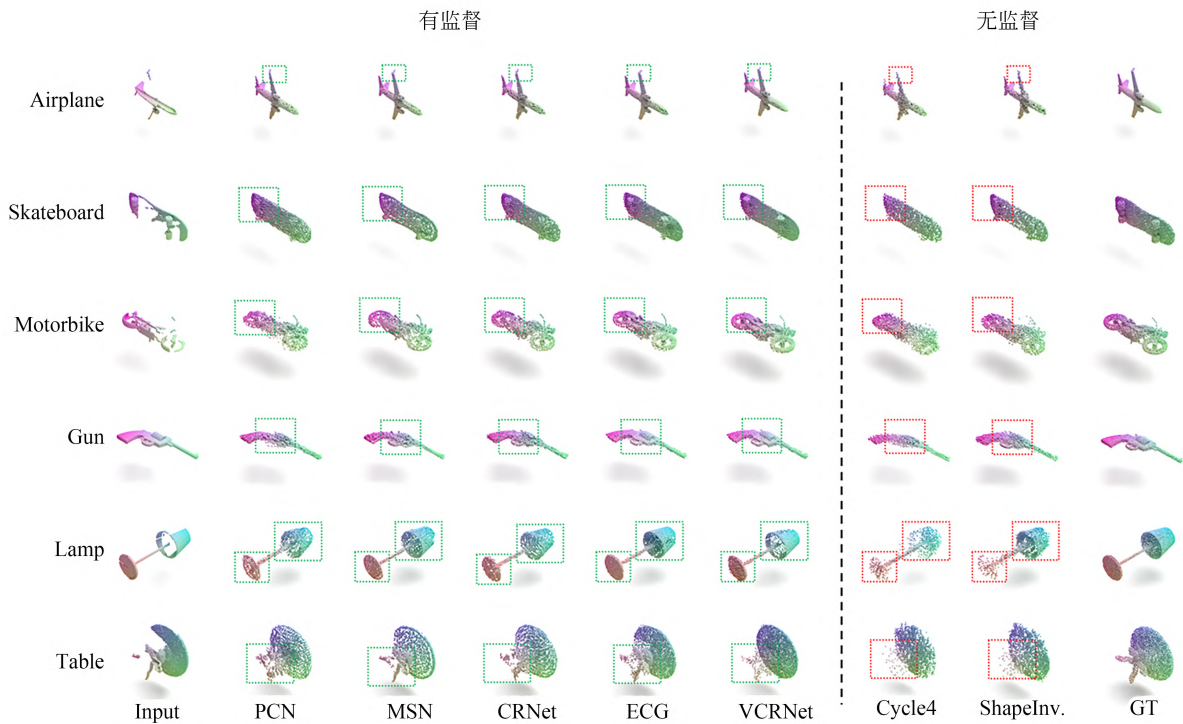 有监督 无监督
Airplane
Skateboard
Motorbike
Gun
Lamp
Table
Input PCN MSN CRNet ECG VCRNet Cycle4 ShapeInv. GT